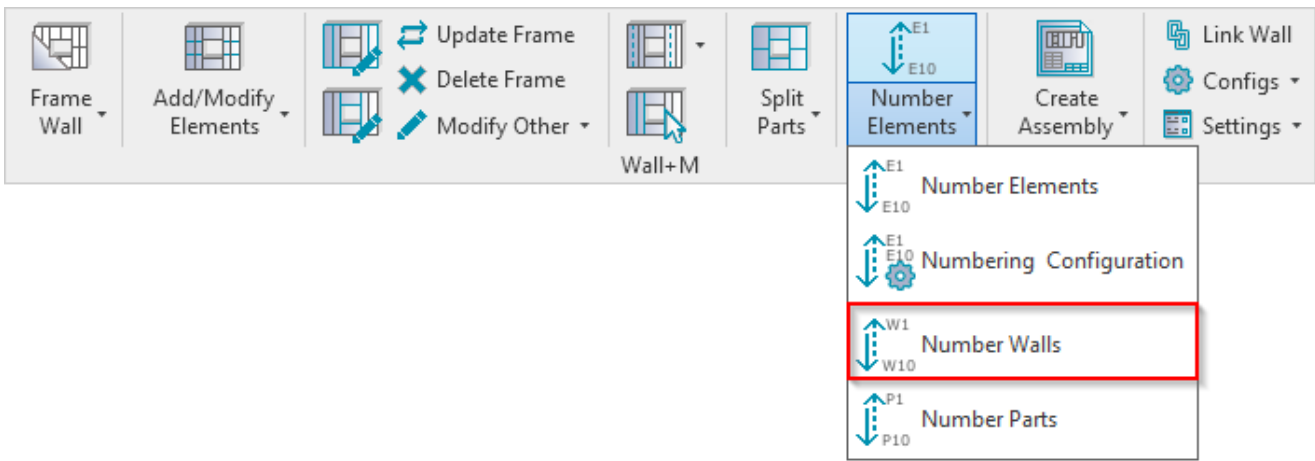 Frame
Wall
Add/Modify
Elements
Update Frame
Delete Frame
Modify Other
Wall+M
Split
Parts
E1
E10
Number
Elements
Create
Assembly
Link Wall
Configs
Settings
E1
E10
Number Elements
E1
E10
Numbering Configuration
W1
W10
Number Walls
P1
P10
Number Parts